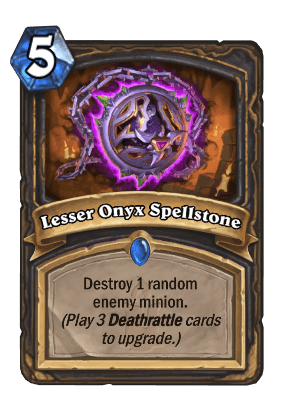 5
Lesser Onyx Spellstone
Destroy 1 random
enemy minion.
(Play 3 Deathrattle cards
to upgrade.)